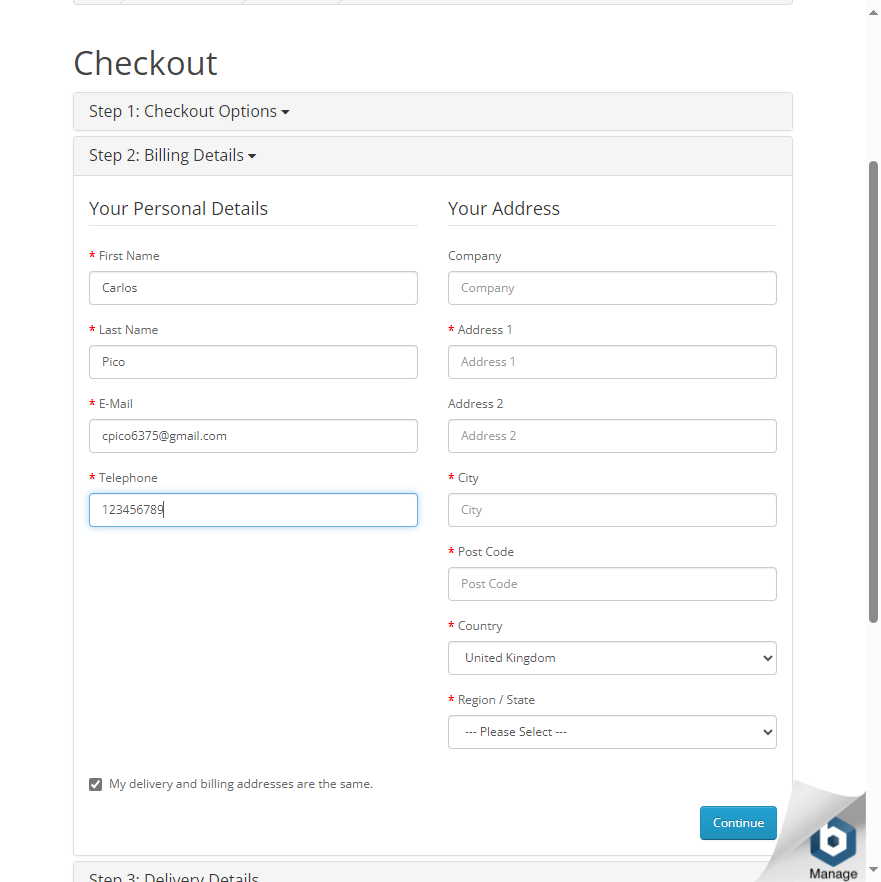 Checkout
Step 1: Checkout Options
Step 2: Billing Details
Your Personal Details
* First Name
Carlos
* Last Name
Pico
* E-Mail
cpico6375@gmail.com
* Telephone
123456789
Your Address
Company
Company
* Address 1
Address 1
Address 2
Address 2
* City
City
* Post Code
Post Code
* Country
United Kingdom
* Region / State
--- Please Select ---
My delivery and billing addresses are the same.
Continue
Step 3: Delivery Details
Manage